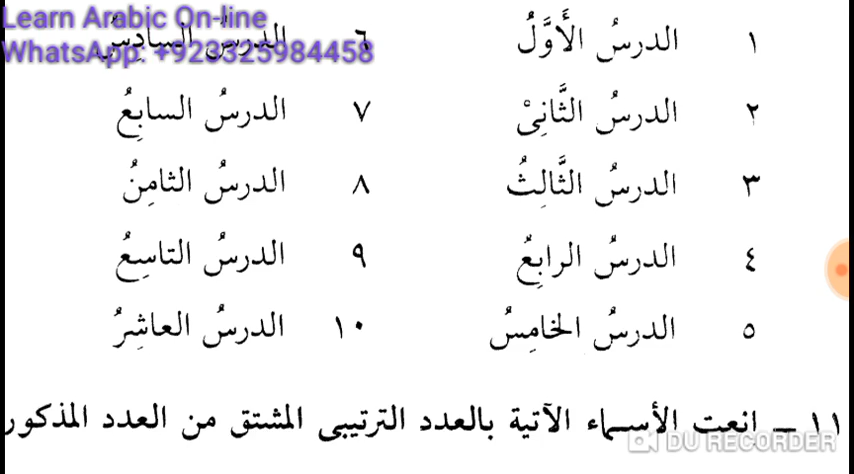 Learn Arabic On-line
WhatsApp: +923325984458
١ الدرسُ الأَوَّلُ
٦ الدرسُ السادِسُ
٢ الدرسُ الثَّانِىْ
٧ الدرسُ السابِعُ
٣ الدرسُ الثَّالِثُ
٨ الدرسُ الثامِنُ
٤ الدرسُ الرابِعُ
٩ الدرسُ التاسِعُ
٥ الدرسُ الخامِسُ
١٠ الدرسُ العاشِرُ
١١ – انعت الأسماء الآتية بالعدد الترتيبى المشتق من العدد المذكور
DU RECORDER